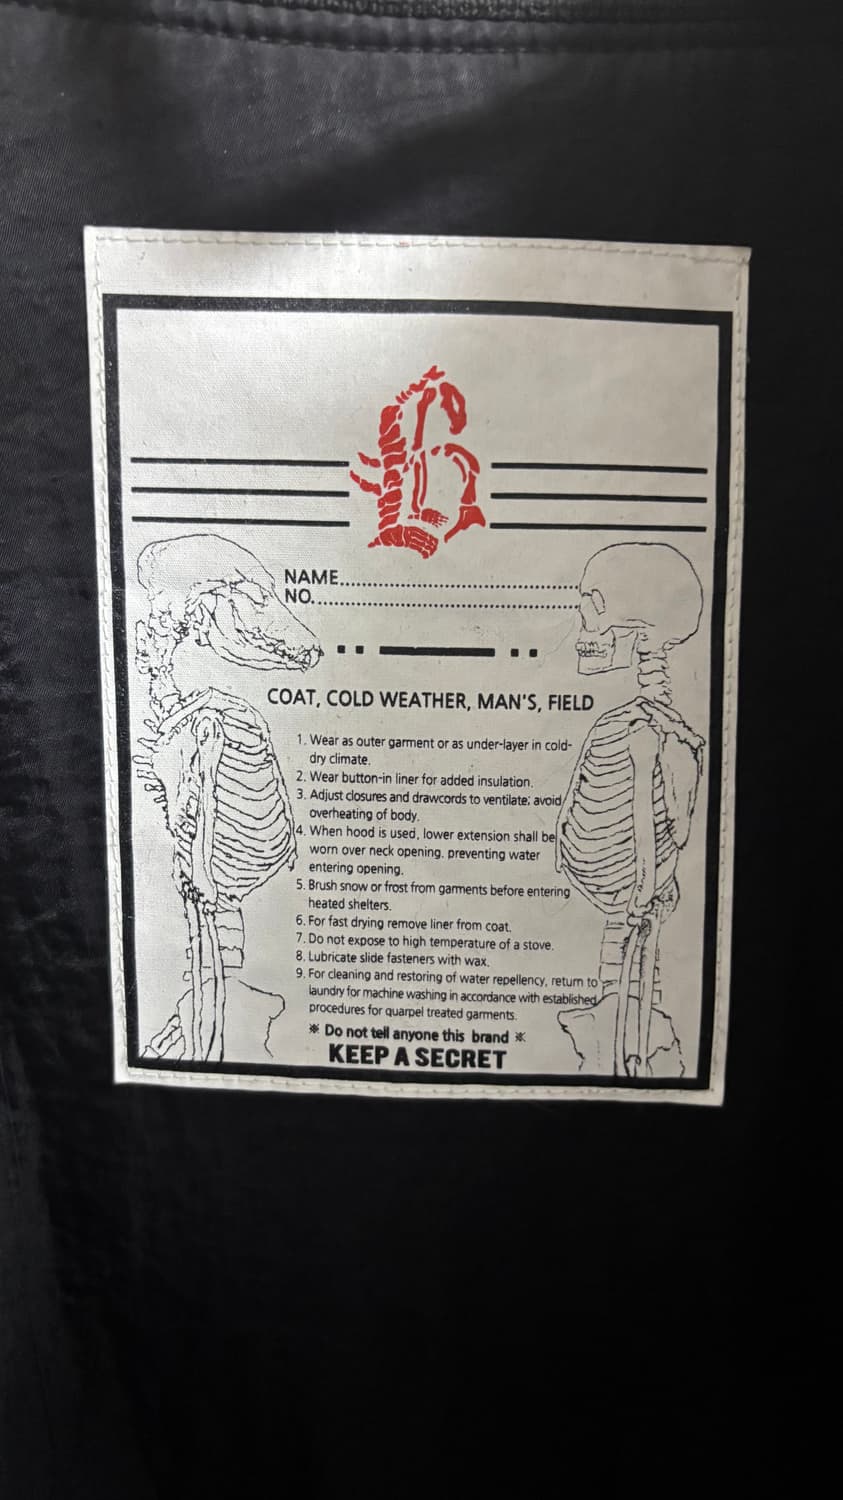 B
NAME....................................................
NO.......................................................
COAT, COLD WEATHER, MAN'S, FIELD
1. Wear as outer garment or as under-layer in cold-
dry climate.
2. Wear button-in liner for added insulation.
3. Adjust closures and drawcords to ventilate; avoid
overheating of body.
4. When hood is used, lower extension shall be
worn over neck opening. preventing water
entering opening.
5. Brush snow or frost from garments before entering
heated shelters.
6. For fast drying remove liner from coat.
7. Do not expose to high temperature of a stove.
8. Lubricate slide fasteners with wax.
9. For cleaning and restoring of water repellency, return to
laundry for machine washing in accordance with established
procedures for quarpel treated garments.
※ Do not tell anyone this brand ※
KEEP A SECRET